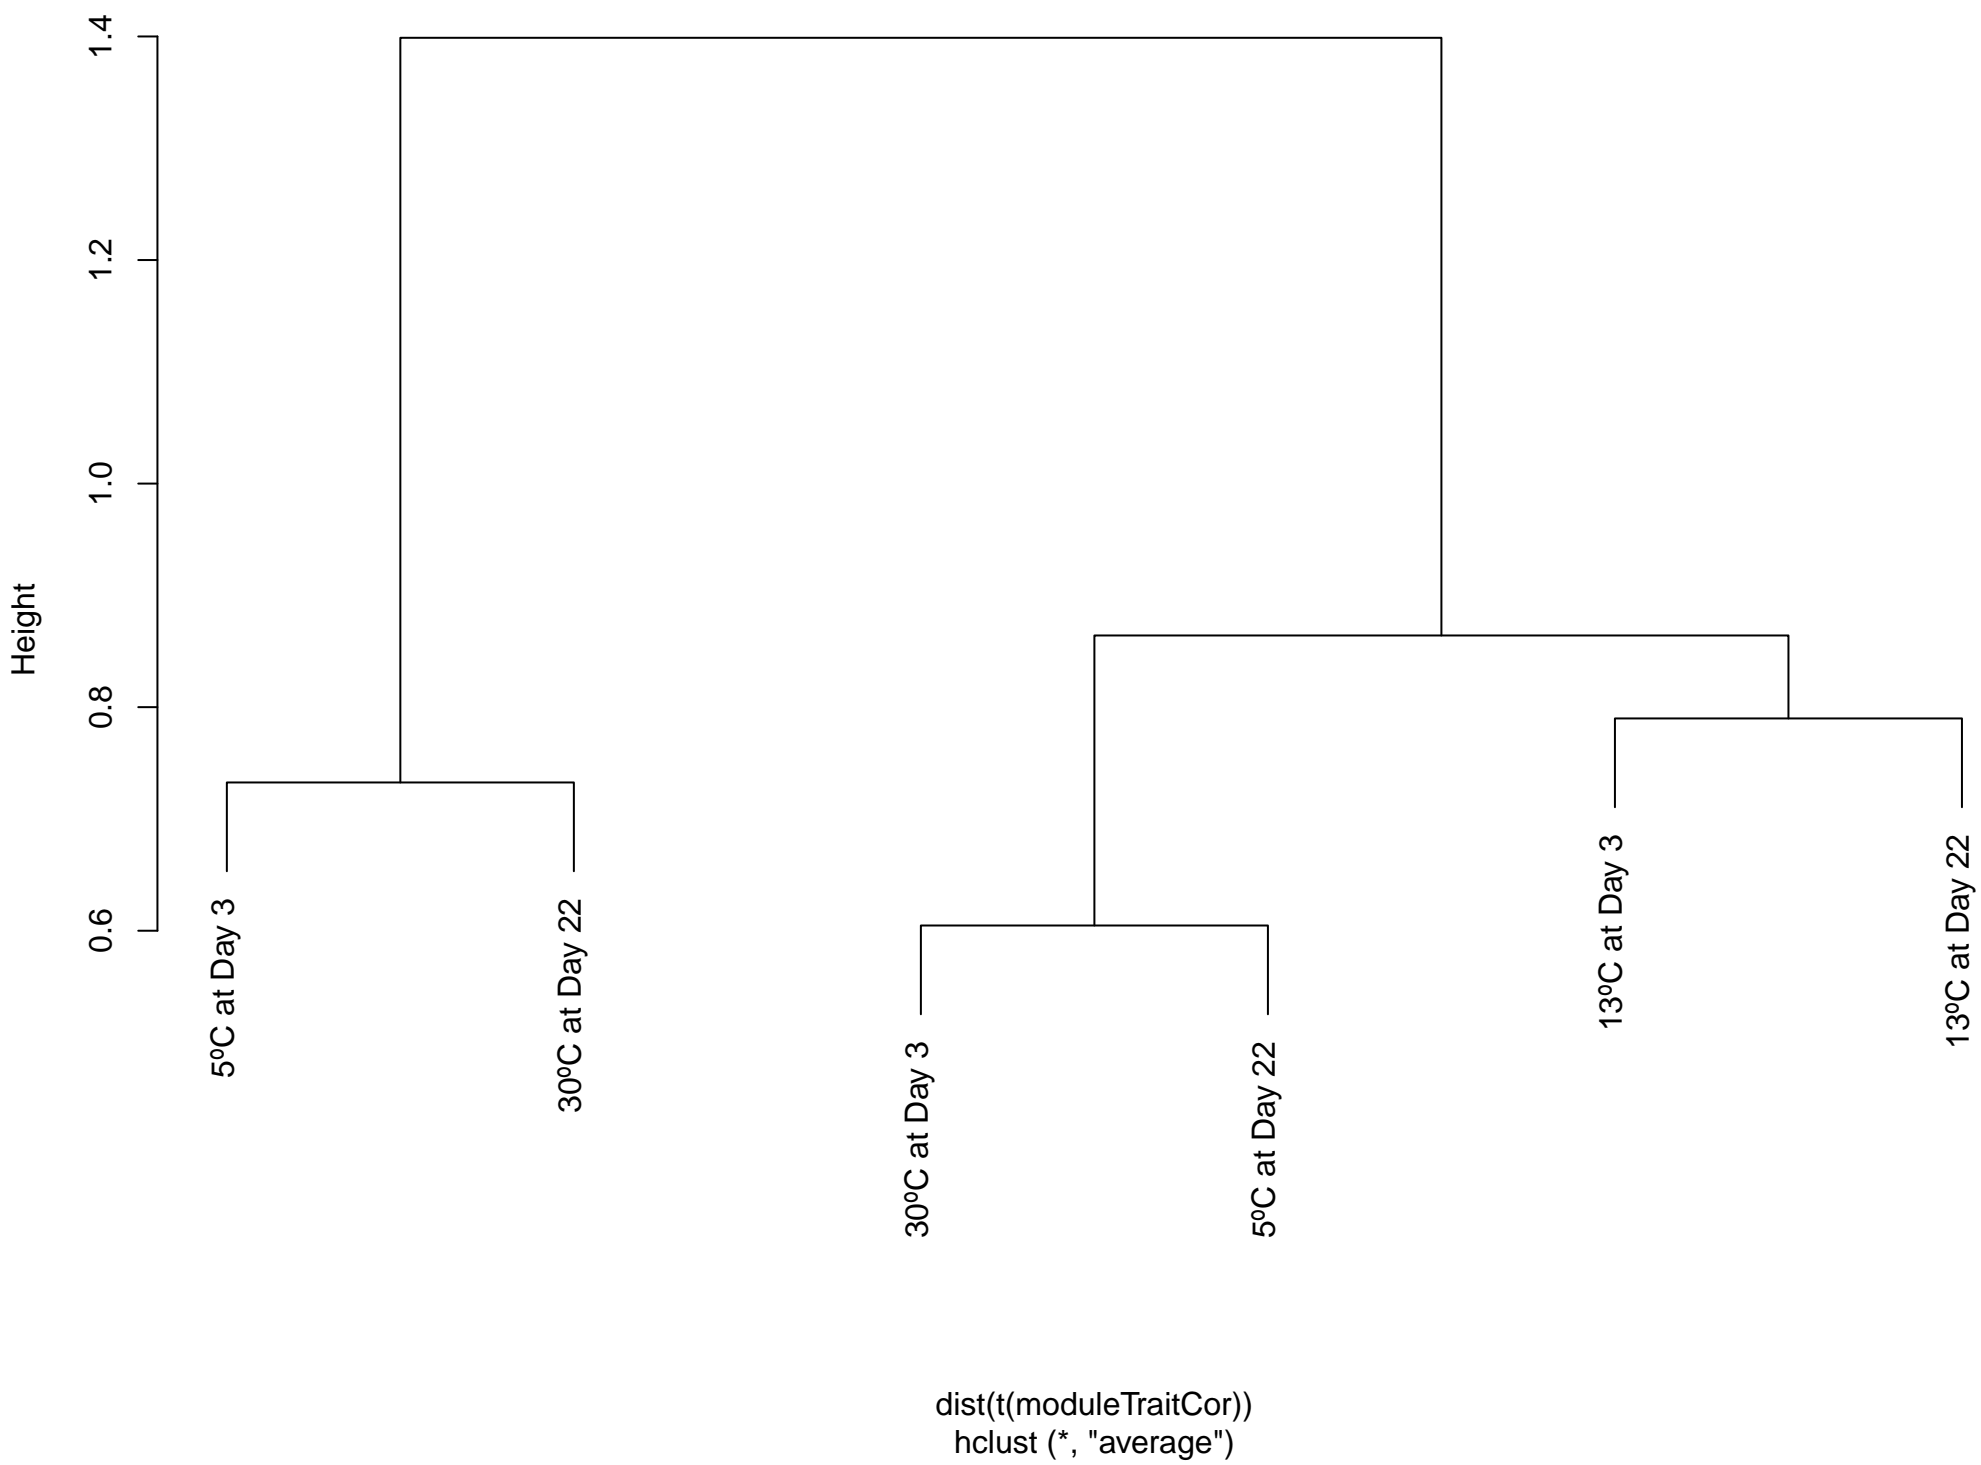 Height
1.4
1.2
1.0
0.8
0.6
5ºC at Day 3
30ºC at Day 22
30ºC at Day 3
5ºC at Day 22
13ºC at Day 3
13ºC at Day 22
dist(t(moduleTraitCor))
hclust (*, "average")